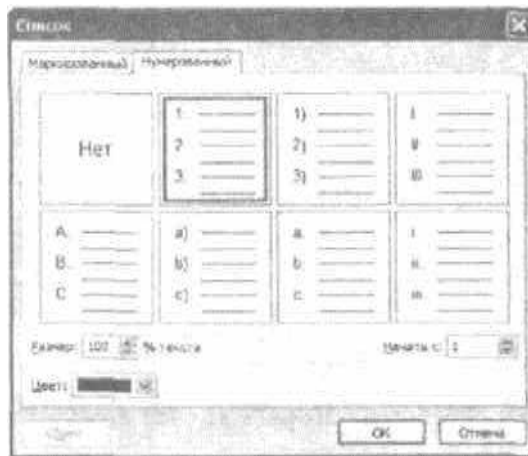 Список
Маркированный Нумерованный
Нет
1.
2.
3.
1)
2)
3)
I.
II.
III.
A.
B.
C.
a)
b)
c)
a.
b.
c.
i.
ii.
iii.
Размер: 100 % текста
Начать с: 1
Цвет:
OK Отмена